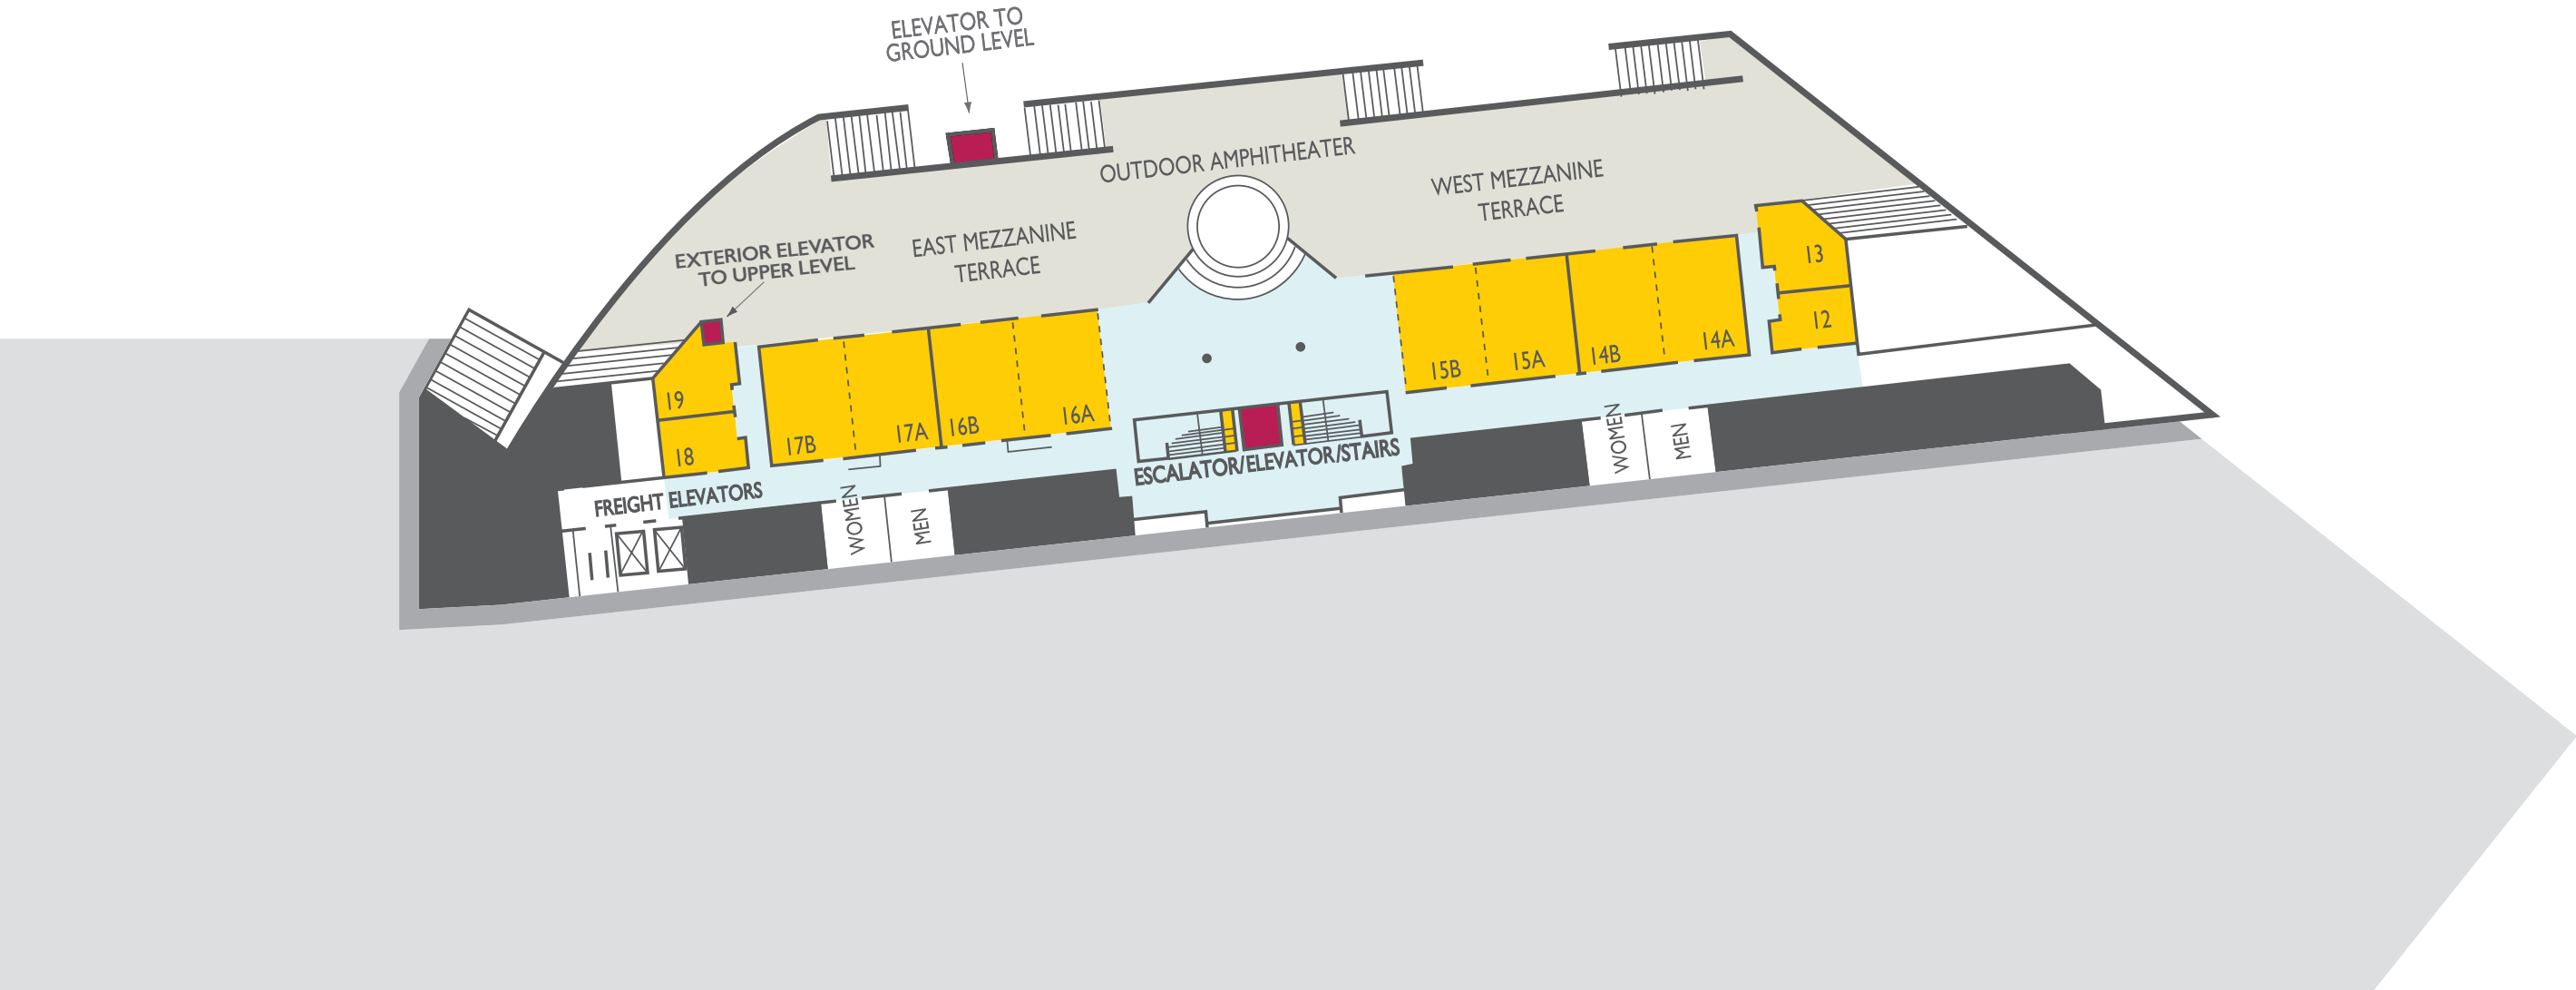 ELEVATOR TO
GROUND LEVEL
OUTDOOR AMPHITHEATER
WEST MEZZANINE
TERRACE
EAST MEZZANINE
TERRACE
EXTERIOR ELEVATOR
TO UPPER LEVEL
13
12
14A
14B
15A
15B
16A
16B
17A
17B
19
18
ESCALATOR/ELEVATOR/STAIRS
WOMEN
MEN
FREIGHT ELEVATORS
WOMEN
MEN